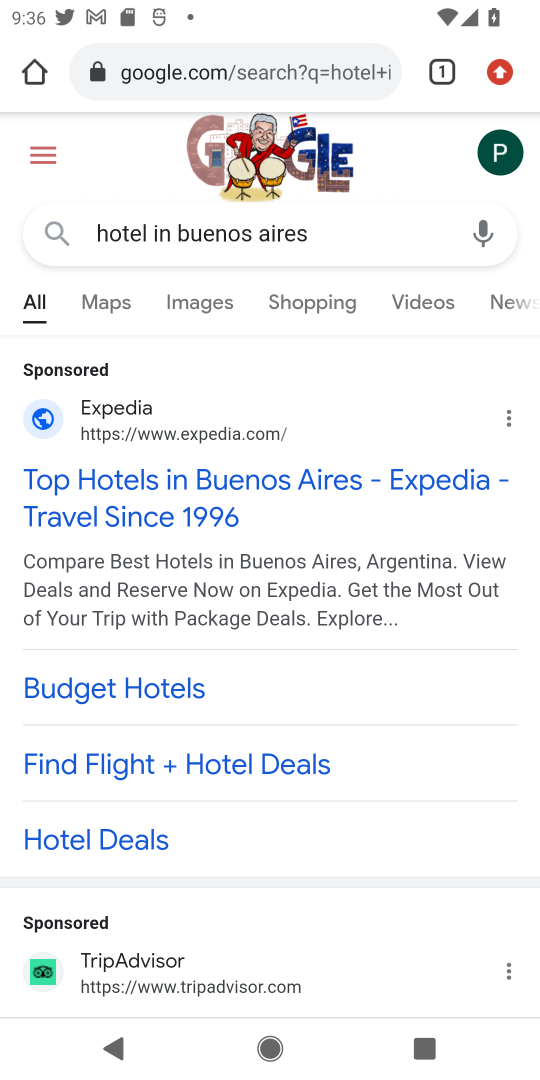 9:36
google.com/search?q=hotel+i
1
P
hotel in buenos aires
All Maps Images Shopping Videos News
Sponsored
Expedia
https://www.expedia.com/
Top Hotels in Buenos Aires - Expedia -
Travel Since 1996
Compare Best Hotels in Buenos Aires, Argentina. View
Deals and Reserve Now on Expedia. Get the Most Out
of Your Trip with Package Deals. Explore...
Budget Hotels
Find Flight + Hotel Deals
Hotel Deals
Sponsored
TripAdvisor
https://www.tripadvisor.com